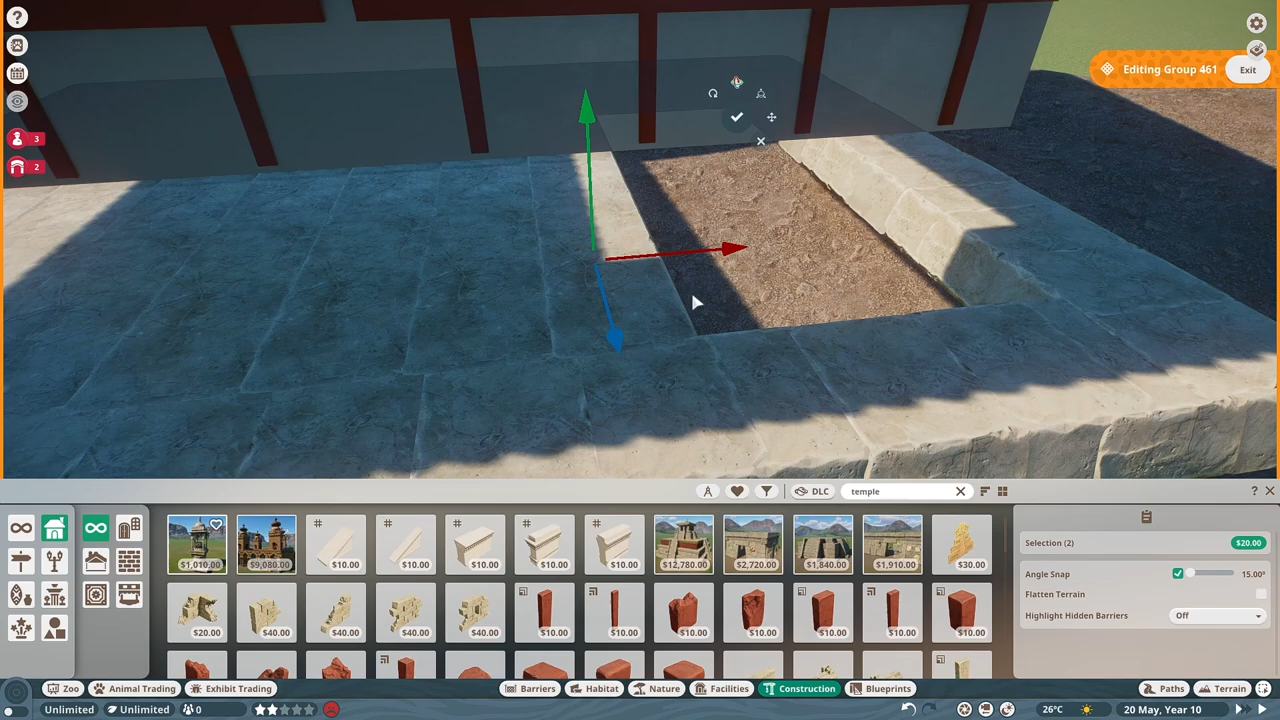 Editing Group 461
Exit
3
2
DLC
temple
$1,010.00
$9,080.00
$10.00
$10.00
$10.00
$10.00
$10.00
$12,780.00
$2,720.00
$1,840.00
$1,910.00
$30.00
$20.00
$40.00
$40.00
$40.00
$40.00
$10.00
$10.00
$10.00
$10.00
$10.00
$10.00
$10.00
Selection (2)
$20.00
Angle Snap
15.00°
Flatten Terrain
Highlight Hidden Barriers
Off
Zoo
Animal Trading
Exhibit Trading
Barriers
Habitat
Nature
Facilities
Construction
Blueprints
Paths
Terrain
Unlimited
Unlimited
0
26°C
20 May, Year 10